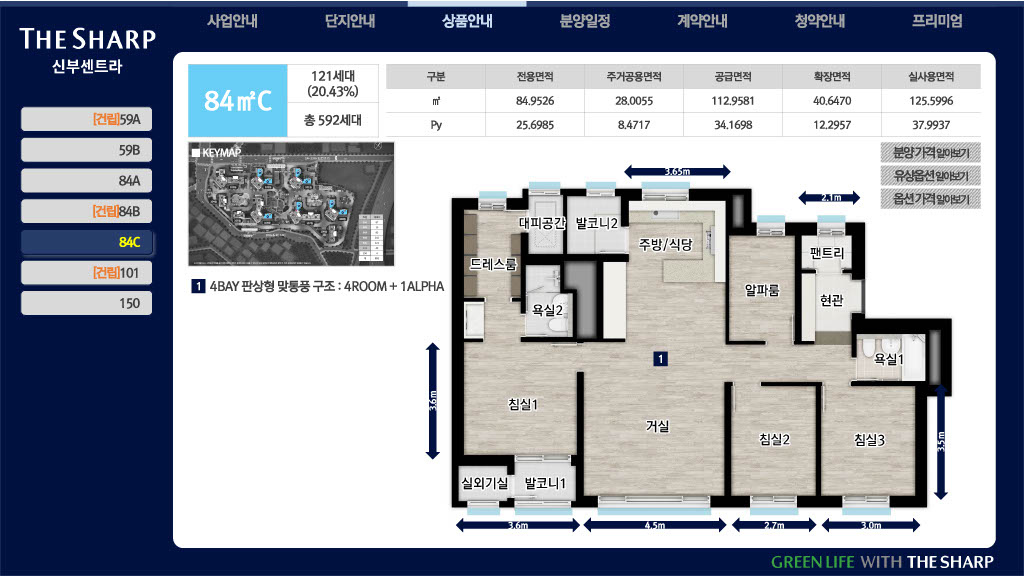 사업안내 단지안내 상품안내 분양일정 계약안내 청약안내 프리미엄
THE SHARP
신부센트라
[건립]59A
59B
84A
[건립]84B
84C
[건립]101
150
84㎡C
121세대
(20.43%)
총 592세대
구분 전용면적 주거공용면적 공급면적 확장면적 실사용면적
㎡ 84.9526 28.0055 112.9581 40.6470 125.5996
Py 25.6985 8.4717 34.1698 12.2957 37.9937
KEYMAP
분양가격 알아보기
유상옵션 알아보기
옵션가격 알아보기
1 4BAY 판상형 맞통풍 구조 : 4ROOM + 1ALPHA
3.65m
2.1m
대피공간
발코니2
주방/식당
팬트리
드레스룸
알파룸
현관
욕실2
1
욕실1
3.6m
침실1
거실
침실2
침실3
3.5m
실외기실
발코니1
3.6m
4.5m
2.7m
3.0m
GREEN LIFE WITH THE SHARP